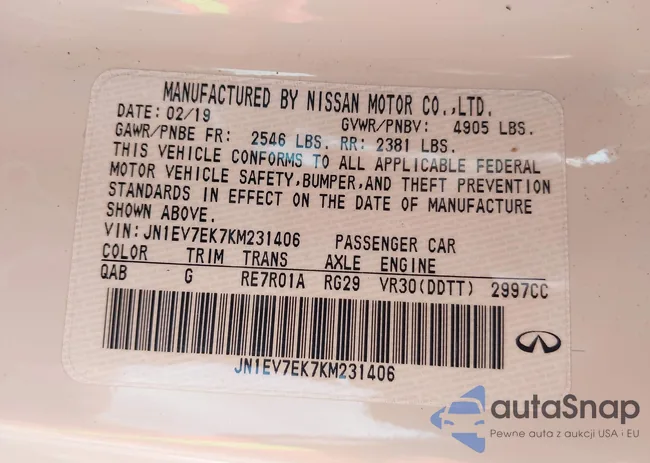 MANUFACTURED BY NISSAN MOTOR CO.,LTD.
DATE: 02/19 GVWR/PNBV: 4905 LBS.
GAWR/PNBE FR: 2546 LBS. RR: 2381 LBS.
THIS VEHICLE CONFORMS TO ALL APPLICABLE FEDERAL
MOTOR VEHICLE SAFETY,BUMPER,AND THEFT PREVENTION
STANDARDS IN EFFECT ON THE DATE OF MANUFACTURE
SHOWN ABOVE.
VIN:JN1EV7EK7KM231406 PASSENGER CAR
COLOR TRIM TRANS AXLE ENGINE
QAB G RE7R01A RG29 VR30(DDTT) 2997CC
JN1EV7EK7KM231406
autaSnap
Pewne auta z aukcji USA i EU